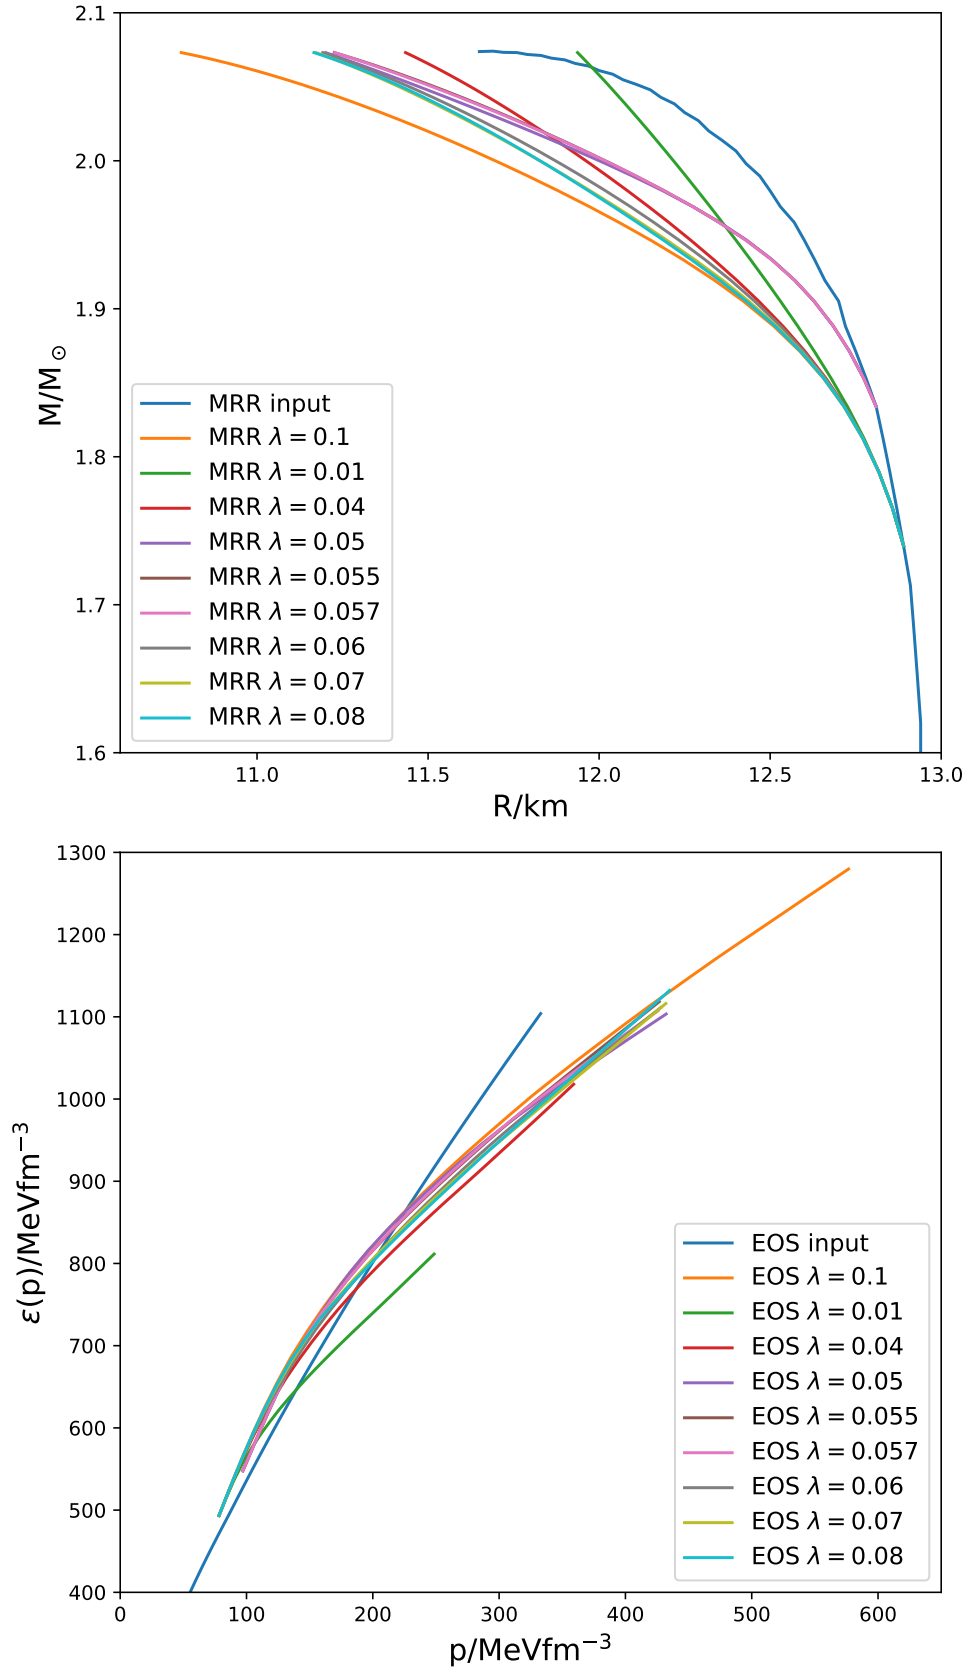 2.1
2.0
1.9
1.8
1.7
1.6
M/M⊙
MRR input
MRR λ = 0.1
MRR λ = 0.01
MRR λ = 0.04
MRR λ = 0.05
MRR λ = 0.055
MRR λ = 0.057
MRR λ = 0.06
MRR λ = 0.07
MRR λ = 0.08
11.0 11.5 12.0 12.5 13.0
R/km
1300
1200
1100
1000
900
800
700
600
500
400
ε(p)/MeVfm⁻³
EOS input
EOS λ = 0.1
EOS λ = 0.01
EOS λ = 0.04
EOS λ = 0.05
EOS λ = 0.055
EOS λ = 0.057
EOS λ = 0.06
EOS λ = 0.07
EOS λ = 0.08
0 100 200 300 400 500 600
p/MeVfm⁻³